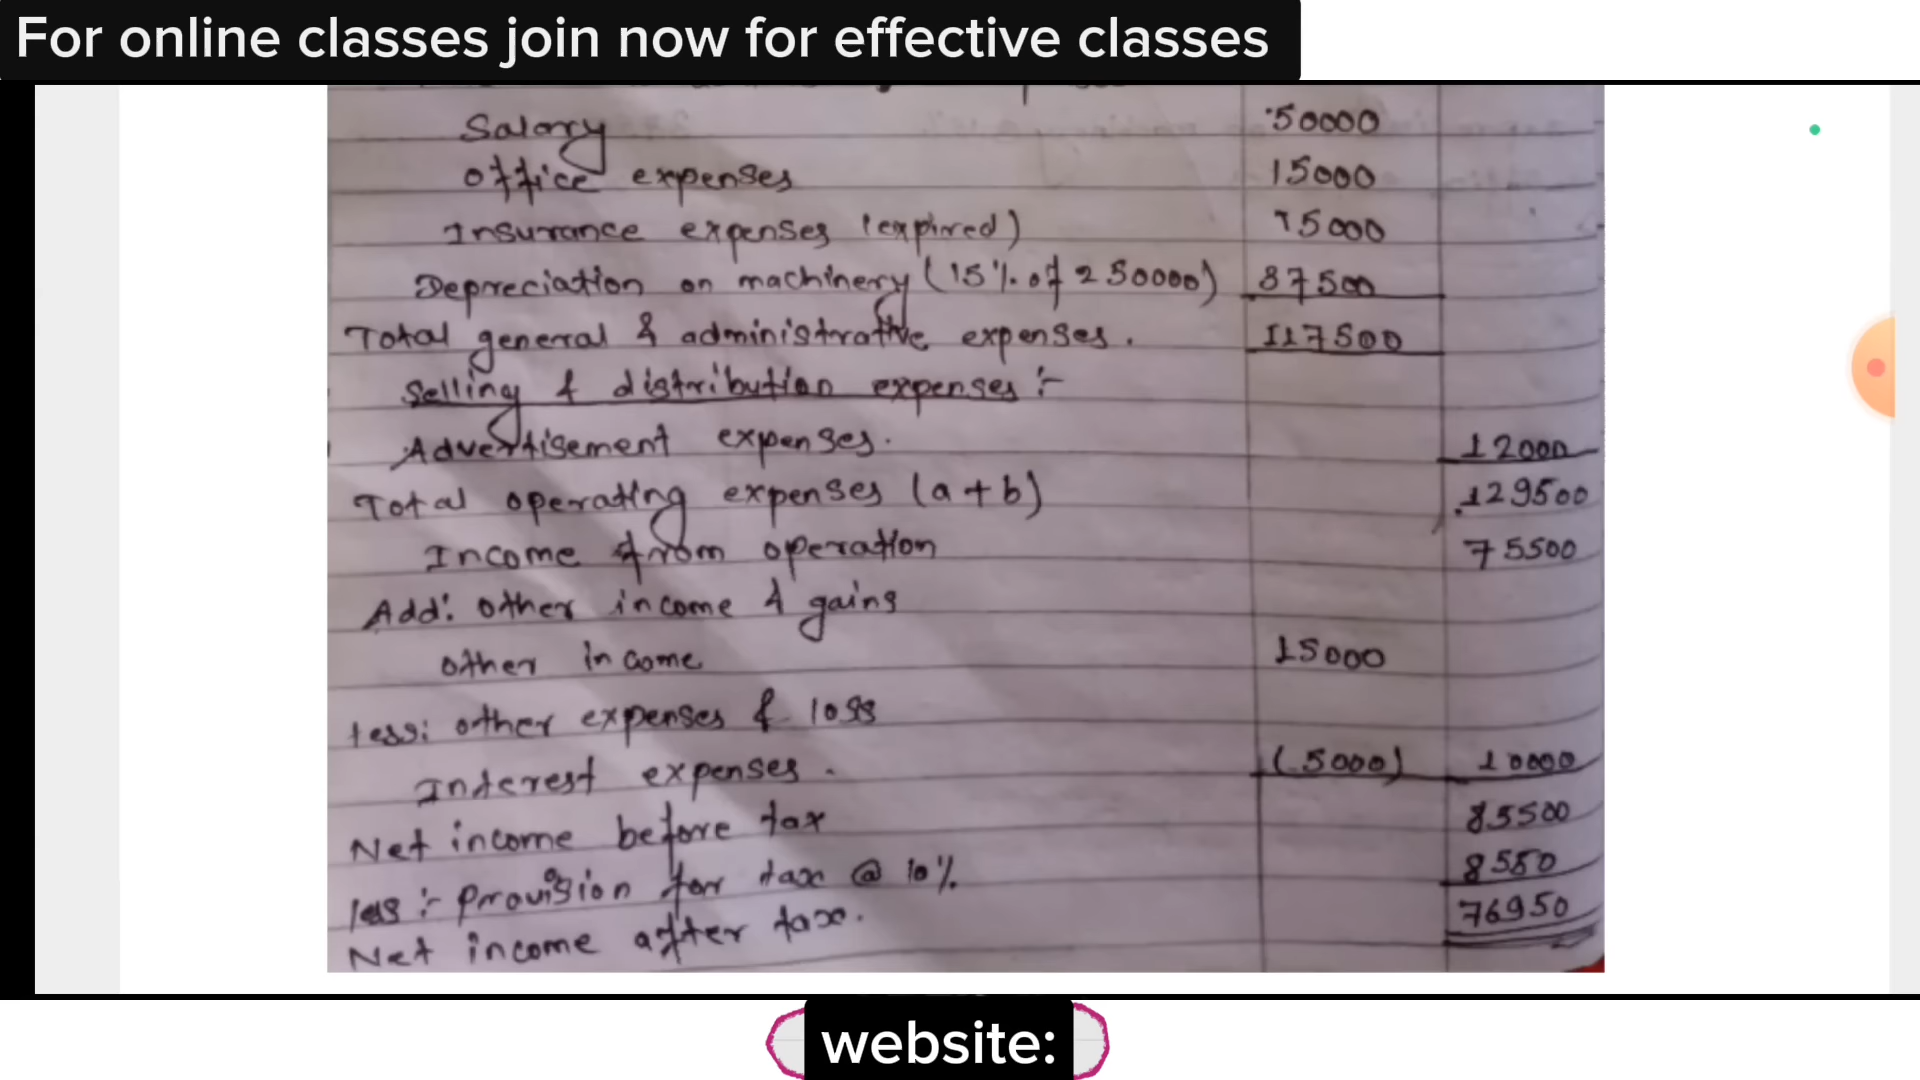 For online classes join now for effective classes
Salary 50000
office expenses 15000
Insurance expenses (expired) 15000
Depreciation on machinery (15% of 250000) 37500
Total general & administrative expenses. 117500
Selling & distribution expenses :-
Advertisement expenses. 12000
Total operating expenses (a+b) 129500
Income from operation 75500
Add: other income & gains
other income 15000
less: other expenses & loss
Interest expenses. (5000) 10000
Net income before tax 85500
less :- provision for tax @ 10% 8550
Net income after tax. 76950
website: